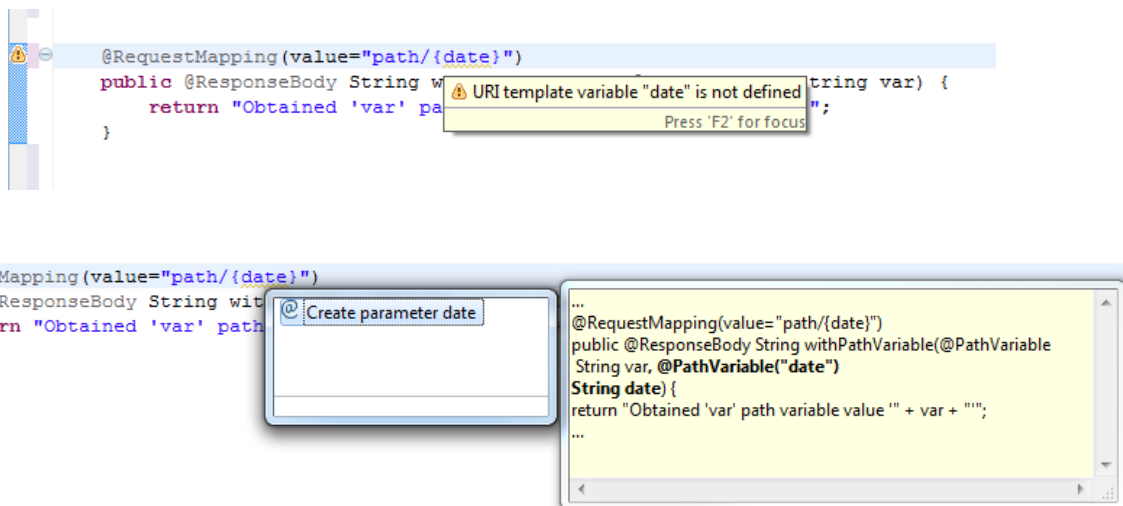 @RequestMapping(value="path/{date}")
public @ResponseBody String w
tring var) {
URI template variable "date" is not defined
return "Obtained 'var' pa
";
Press 'F2' for focus
}
Mapping(value="path/{date}")
ResponseBody String wit
rn "Obtained 'var' path
@ Create parameter date
...
@RequestMapping(value="path/{date}")
public @ResponseBody String withPathVariable(@PathVariable
String var, @PathVariable("date")
String date) {
return "Obtained 'var' path variable value '" + var + "'";
...